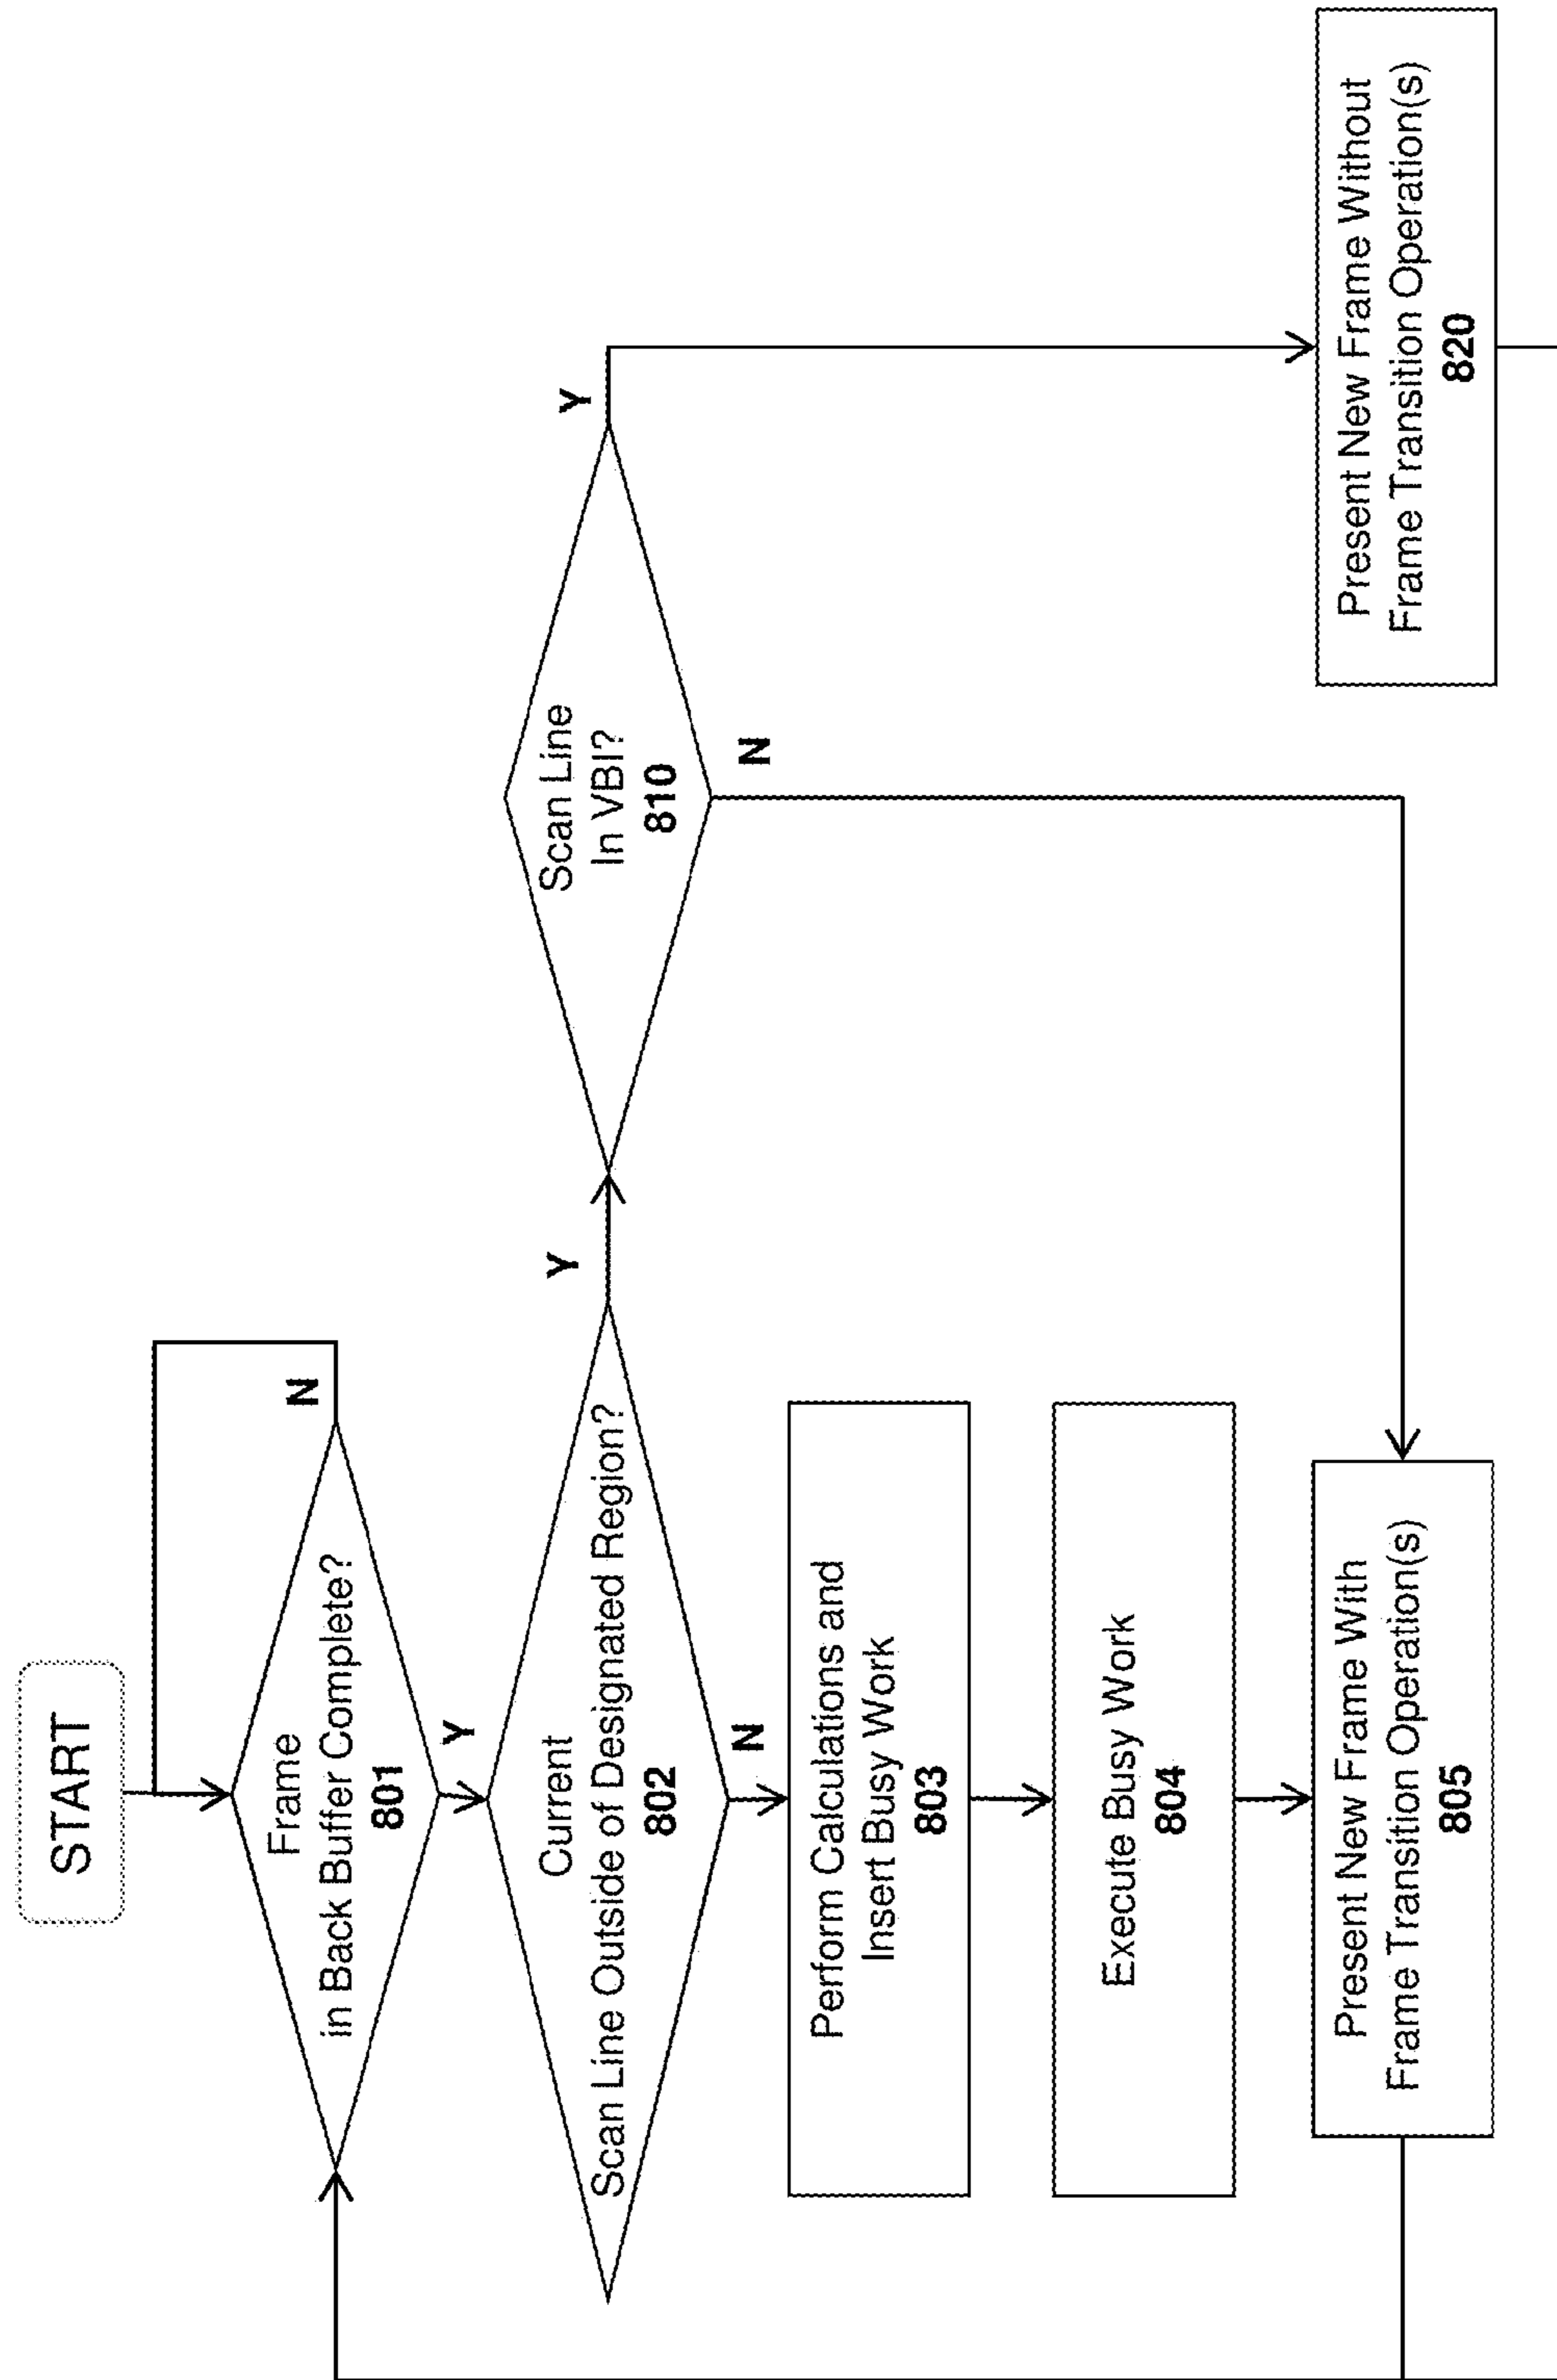 START
Frame
in Back Buffer Complete?
801
N
Y
Current
Scan Line Outside of Designated Region?
802
Y
N
Scan Line
In VBI?
810
Y
N
Perform Calculations and
Insert Busy Work
803
Execute Busy Work
804
Present New Frame With
Frame Transition Operation(s)
805
Present New Frame Without
Frame Transition Operation(s)
820